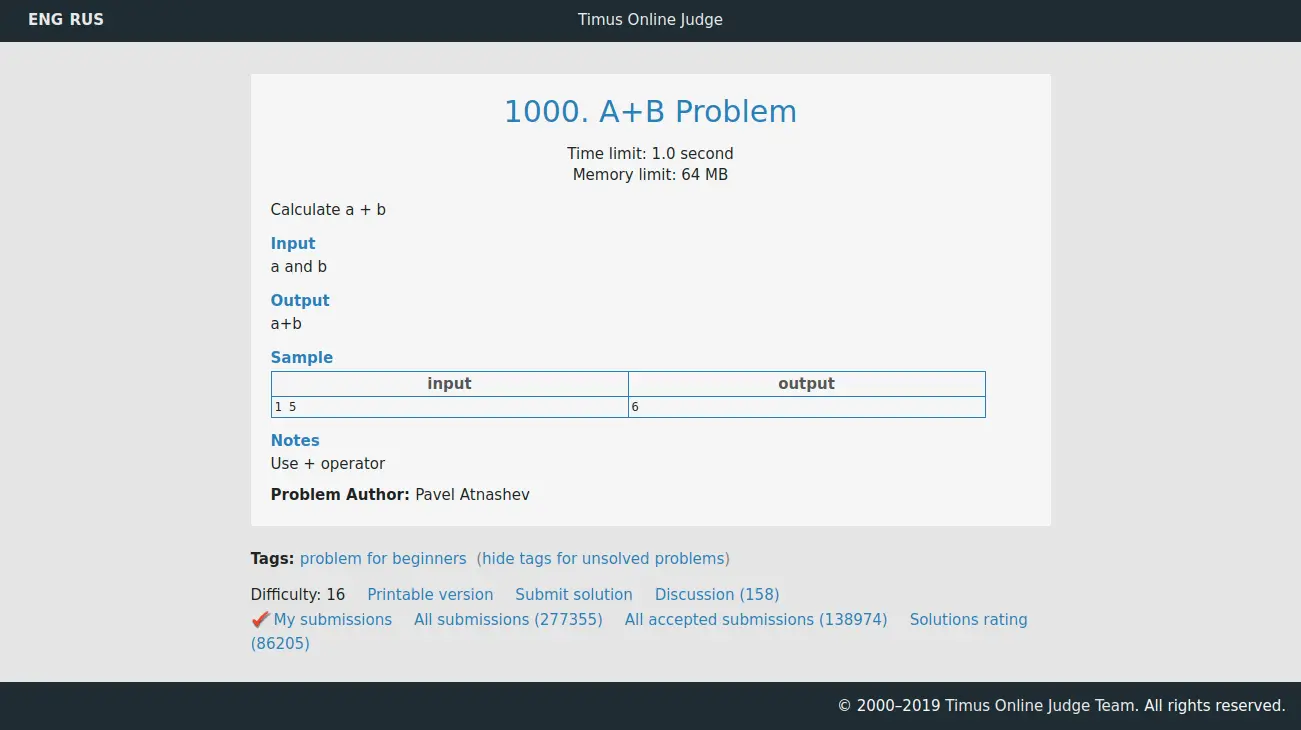 ENG RUS
Timus Online Judge
1000. A+B Problem
Time limit: 1.0 second
Memory limit: 64 MB
Calculate a + b
Input
a and b
Output
a+b
Sample
input output
1 5 6
Notes
Use + operator
Problem Author: Pavel Atnashev
Tags: problem for beginners (hide tags for unsolved problems)
Difficulty: 16 Printable version Submit solution Discussion (158)
My submissions All submissions (277355) All accepted submissions (138974) Solutions rating
(86205)
© 2000–2019 Timus Online Judge Team. All rights reserved.